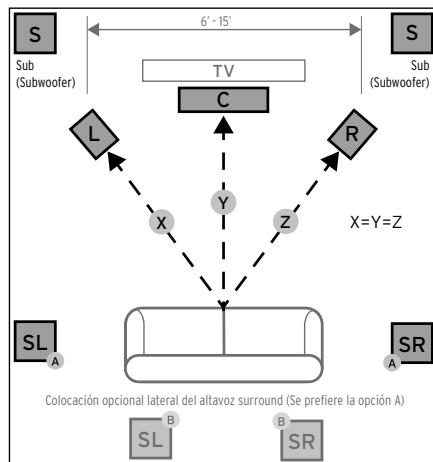 S
6' - 15'
S
Sub
(Subwoofer)
TV
Sub
(Subwoofer)
C
L
R
X
Y
Z
X=Y=Z
SL
A
SR
A
Colocación opcional lateral del altavoz surround (Se prefiere la opción A)
SL
B
SR
B